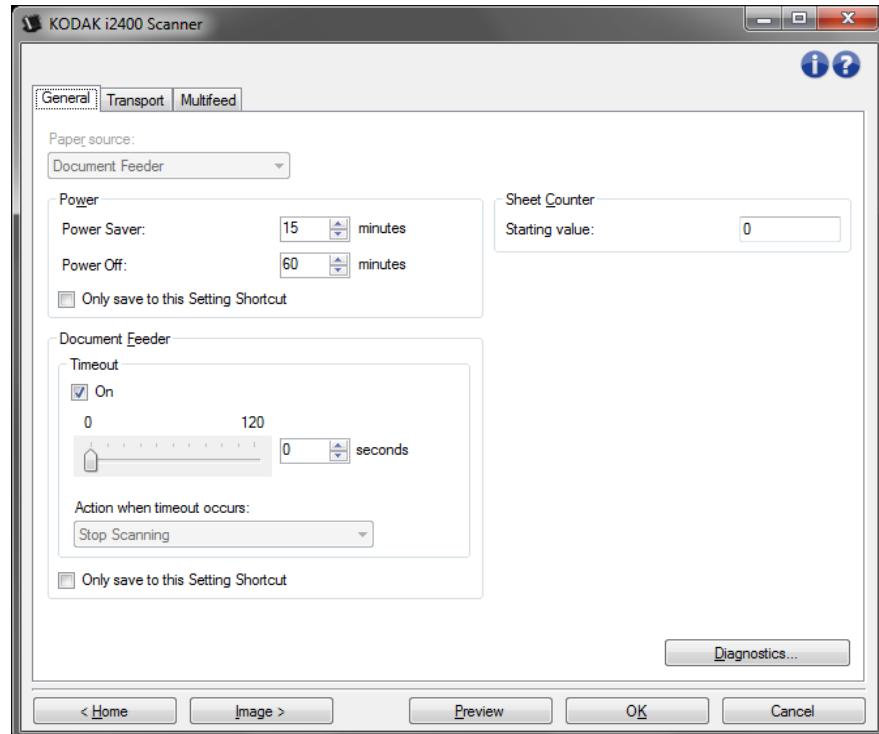 KODAK i2400 Scanner
General Transport Multifeed
Paper source:
Document Feeder
Power
Power Saver: 15 minutes
Power Off: 60 minutes
Only save to this Setting Shortcut
Sheet Counter
Starting value: 0
Document Feeder
Timeout
On
0 120
0 seconds
Action when timeout occurs:
Stop Scanning
Only save to this Setting Shortcut
Diagnostics...
< Home Image > Preview OK Cancel